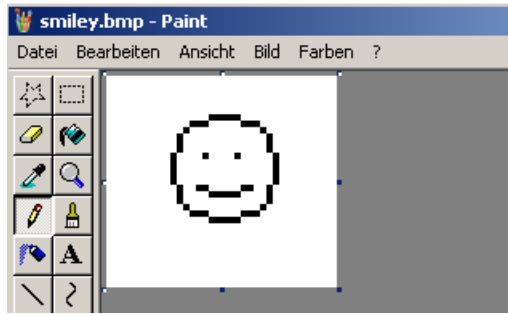 smiley.bmp - Paint
Datei Bearbeiten Ansicht Bild Farben ?
A